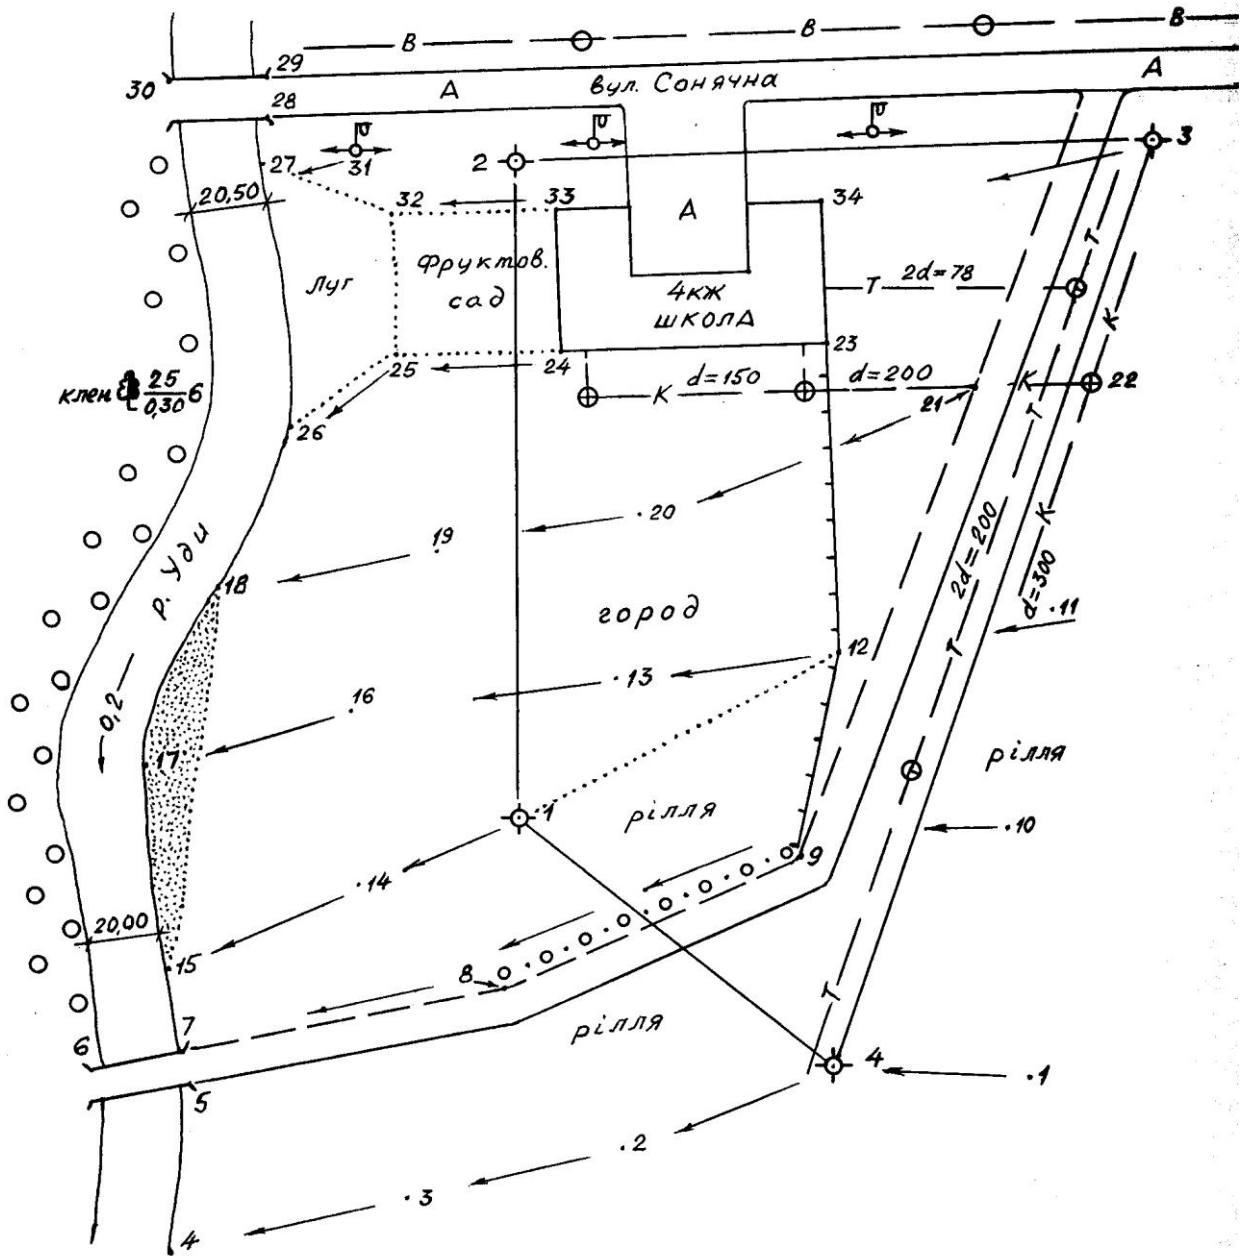 В В В
29
30 А вул. Сонячна А
28
27 31 2 3
20,50 32 33 А 34
Луг Фруктов. сад 4кж школа Т 2d=78 Т
25 24 23
К d=150 d=200 К 22
клен 25/0,30 6
21 Т К
26
20
19
18
р. Уди
2d=200 К
d=300 .11
город
12
.13
16
0,2
17
Т
рілля
1 рілля
.10
9
.14
20,00
15
8
Т
7
6 рілля
4 .1
5
.2
.3
4